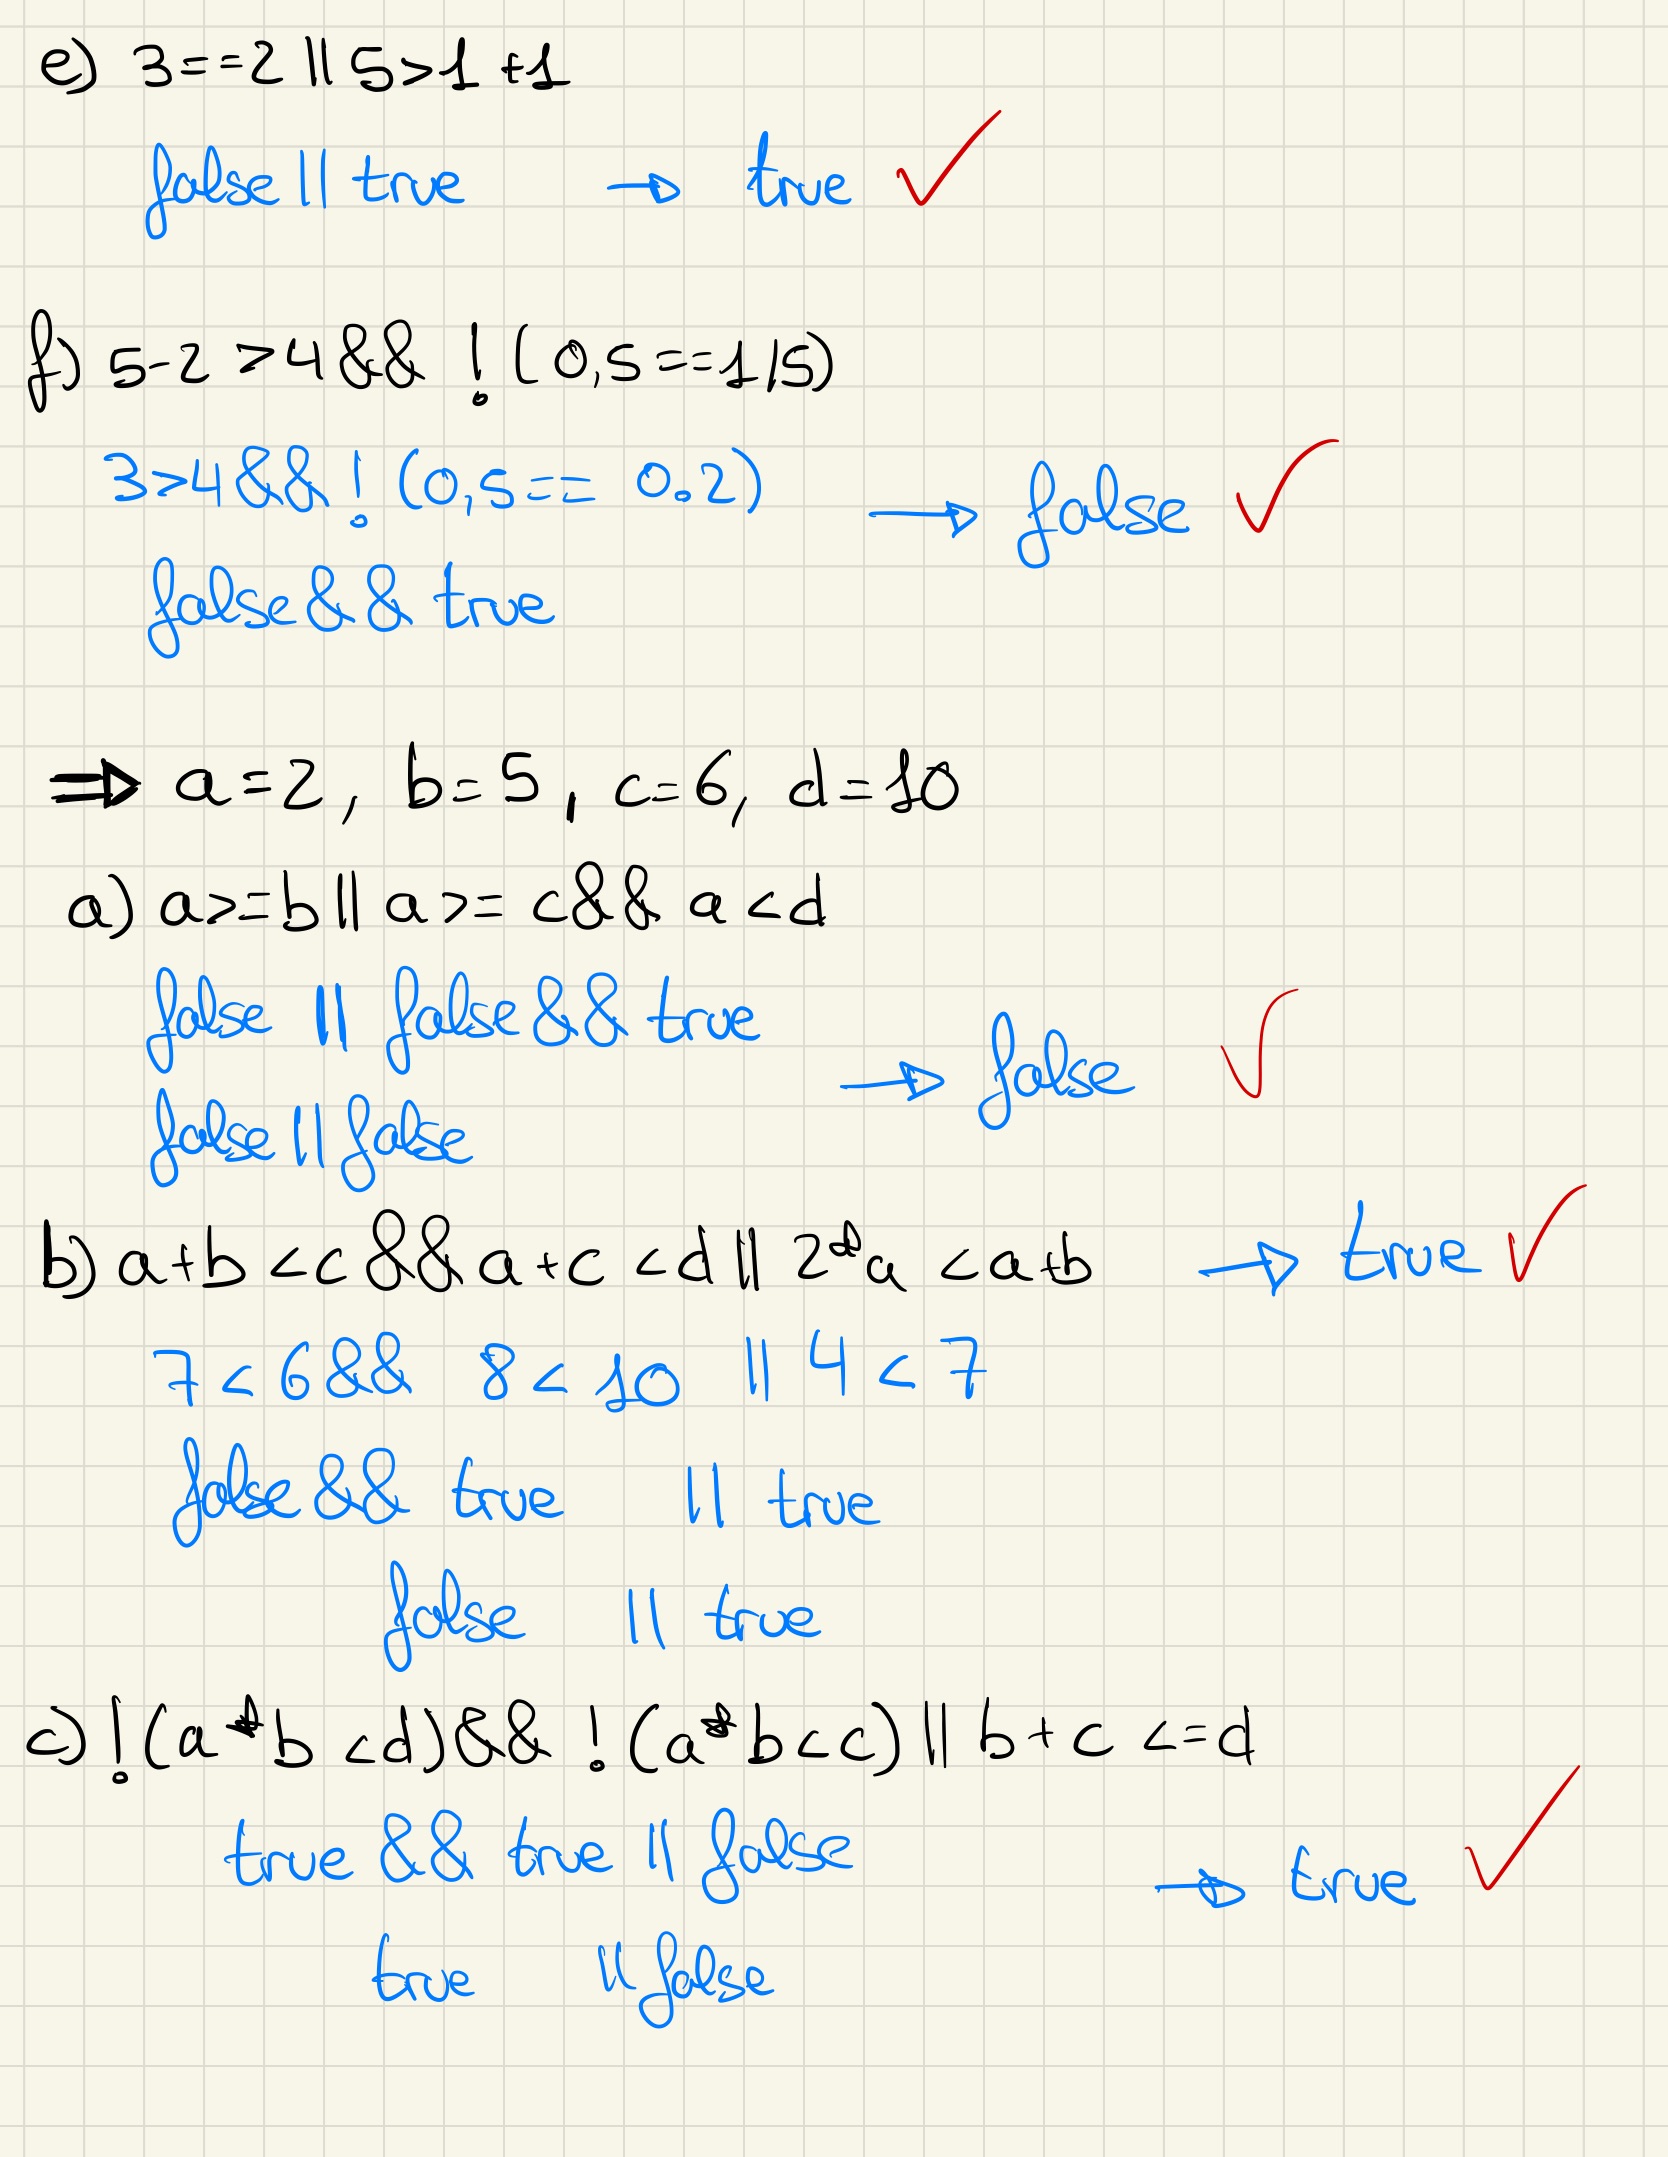 e) 3==2 || 5>1+1
false || true → true ✓
f) 5-2 >4 && !(0,5==1/5)
3>4 && !(0,5== 0.2) → false ✓
false && true
⇒ a=2, b=5, c=6, d=10
a) a>=b || a>=c && a<d
false || false && true
→ false ✓
false || false
b) a+b <c && a+c <d || 2*a <a+b → true ✓
7<6 && 8<10 || 4<7
false && true || true
false || true
c) !(a*b <d) && !(a*b<c) || b+c <=d
true && true || false → true ✓
true || false